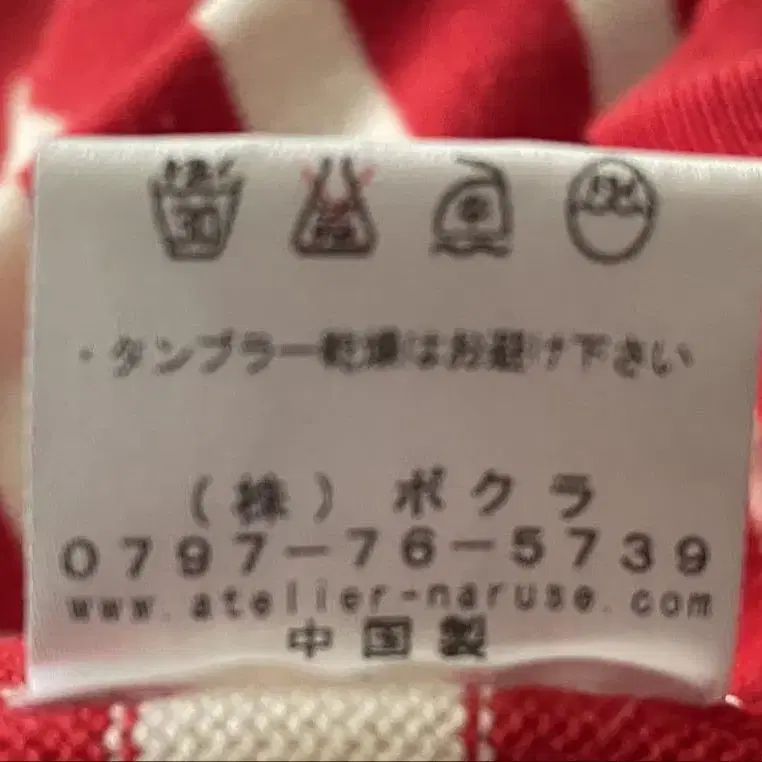 30
・タンブラー乾燥はお避け下さい
(株)ボクラ
0797-76-5739
www.atelier-naruse.com
中国製